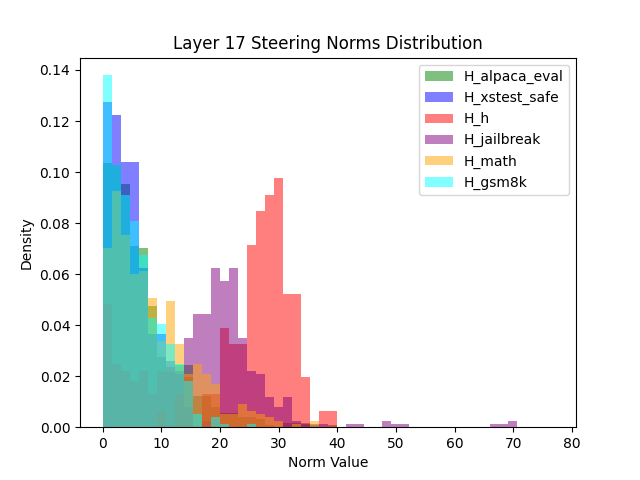 Layer 17 Steering Norms Distribution
H_alpaca_eval
H_xstest_safe
H_h
H_jailbreak
H_math
H_gsm8k
Density
0.14
0.12
0.10
0.08
0.06
0.04
0.02
0.00
0 10 20 30 40 50 60 70 80
Norm Value